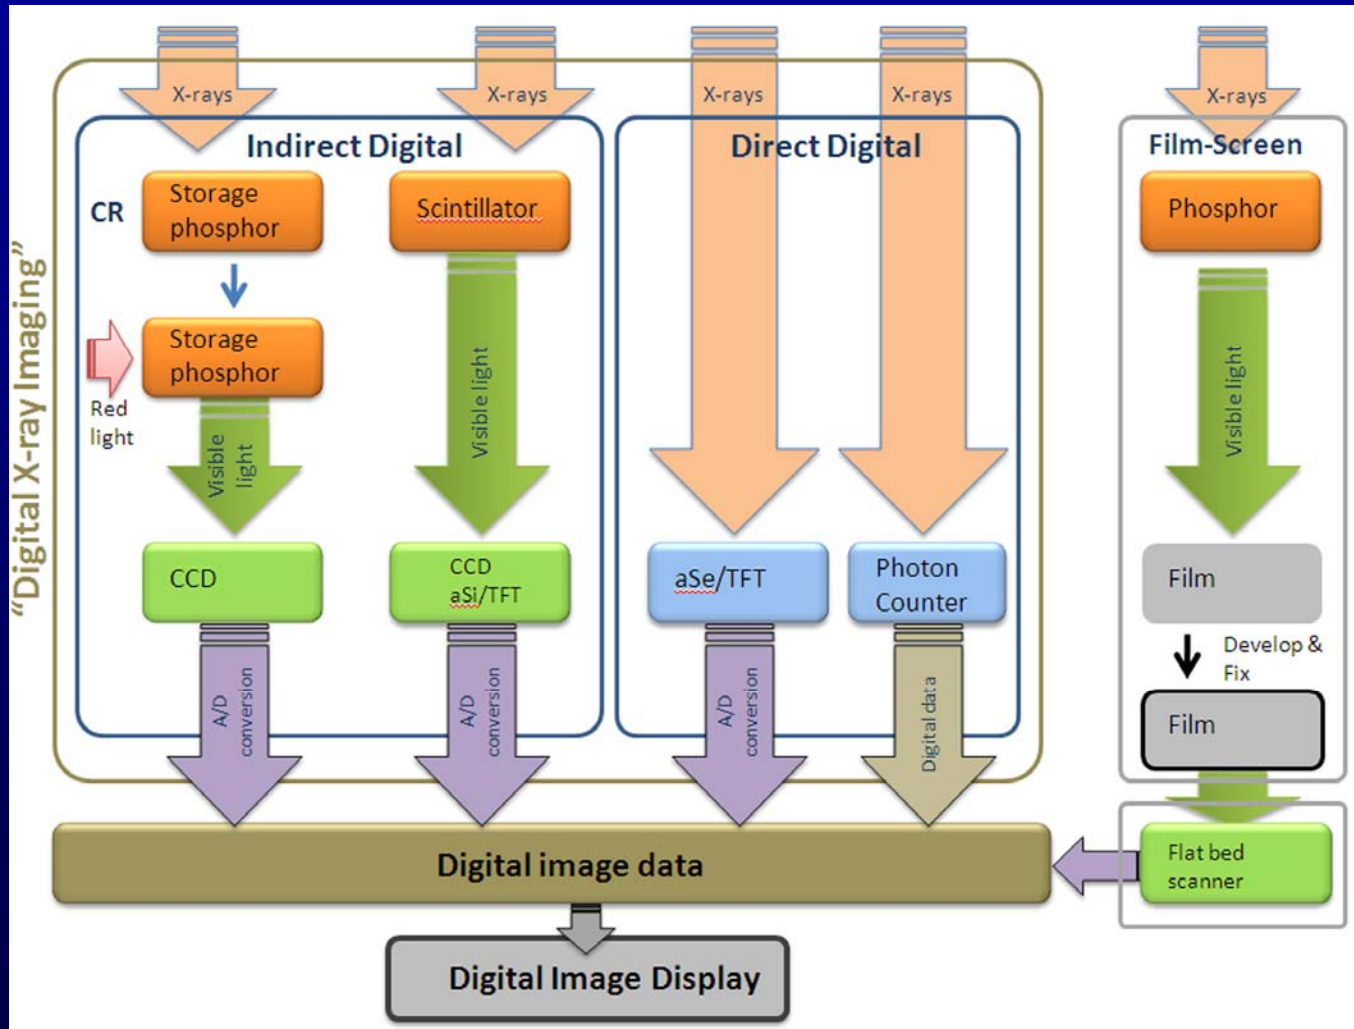 "Digital X-ray Imaging"
X-rays
X-rays
X-rays
X-rays
X-rays
Indirect Digital
Direct Digital
Film-Screen
CR
Storage
phosphor
Scintillator
Phosphor
Storage
phosphor
Red
light
Visible
light
Visible light
Visible light
CCD
CCD
aSi/TFT
aSe/TFT
Photon
Counter
Film
Develop &
Fix
Film
A/D
conversion
A/D
conversion
A/D
conversion
Digital data
Digital image data
Flat bed
scanner
Digital Image Display